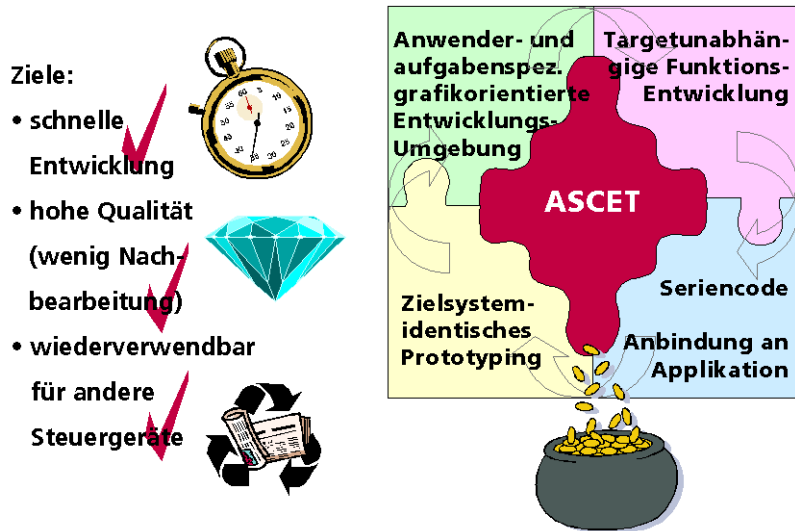 Ziele:
• schnelle
Entwicklung
• hohe Qualität
(wenig Nach-
bearbeitung)
• wiederverwendbar
für andere
Steuergeräte
Anwender- und
aufgabenspez.
grafikorientierte
Entwicklungs-
Umgebung
Targetunabhän-
gige Funktions-
Entwicklung
ASCET
Zielsystem-
identisches
Prototyping
Seriencode
Anbindung an
Applikation